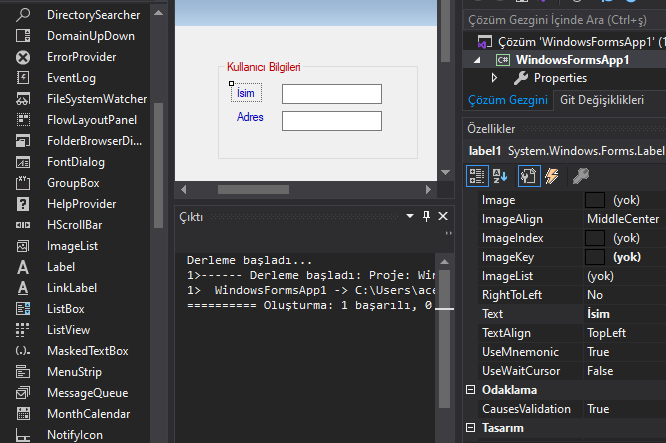 DirectorySearcher
DomainUpDown
ErrorProvider
EventLog
FileSystemWatcher
FlowLayoutPanel
FolderBrowserDi...
FontDialog
GroupBox
HelpProvider
HScrollBar
ImageList
Label
LinkLabel
ListBox
ListView
MaskedTextBox
MenuStrip
MessageQueue
MonthCalendar
NotifyIcon
Kullanıcı Bilgileri
İsim
Adres
Çıktı
Derleme başladı...
1>------ Derleme başladı: Proje: Win
1>  WindowsFormsApp1 -> C:\Users\ace
========== Oluşturma: 1 başarılı, 0
Çözüm Gezgini İçinde Ara (Ctrl+ş)
Çözüm 'WindowsFormsApp1' (1
C# WindowsFormsApp1
Properties
Çözüm Gezgini Git Değişiklikleri
Özellikler
label1 System.Windows.Forms.Label
Image (yok)
ImageAlign MiddleCenter
ImageIndex (yok)
ImageKey (yok)
ImageList (yok)
RightToLeft No
Text İsim
TextAlign TopLeft
UseMnemonic True
UseWaitCursor False
Odaklama
CausesValidation True
Tasarım